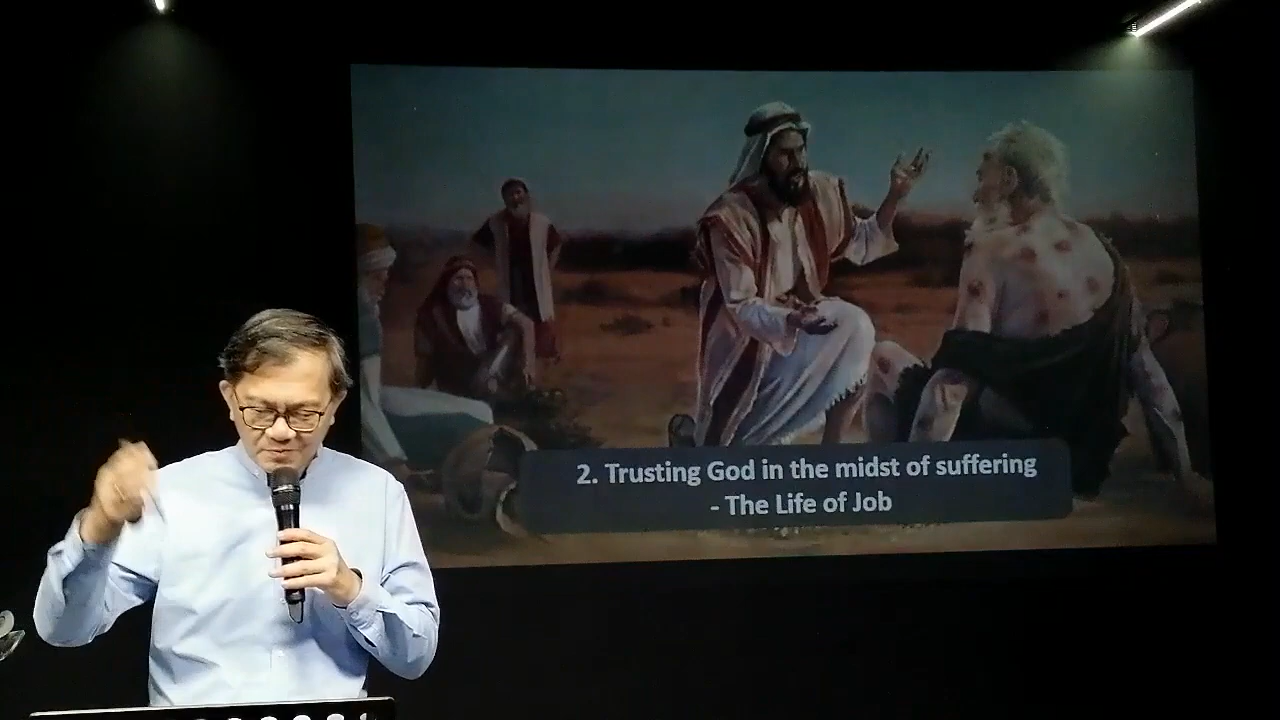 2. Trusting God in the midst of suffering
- The Life of Job